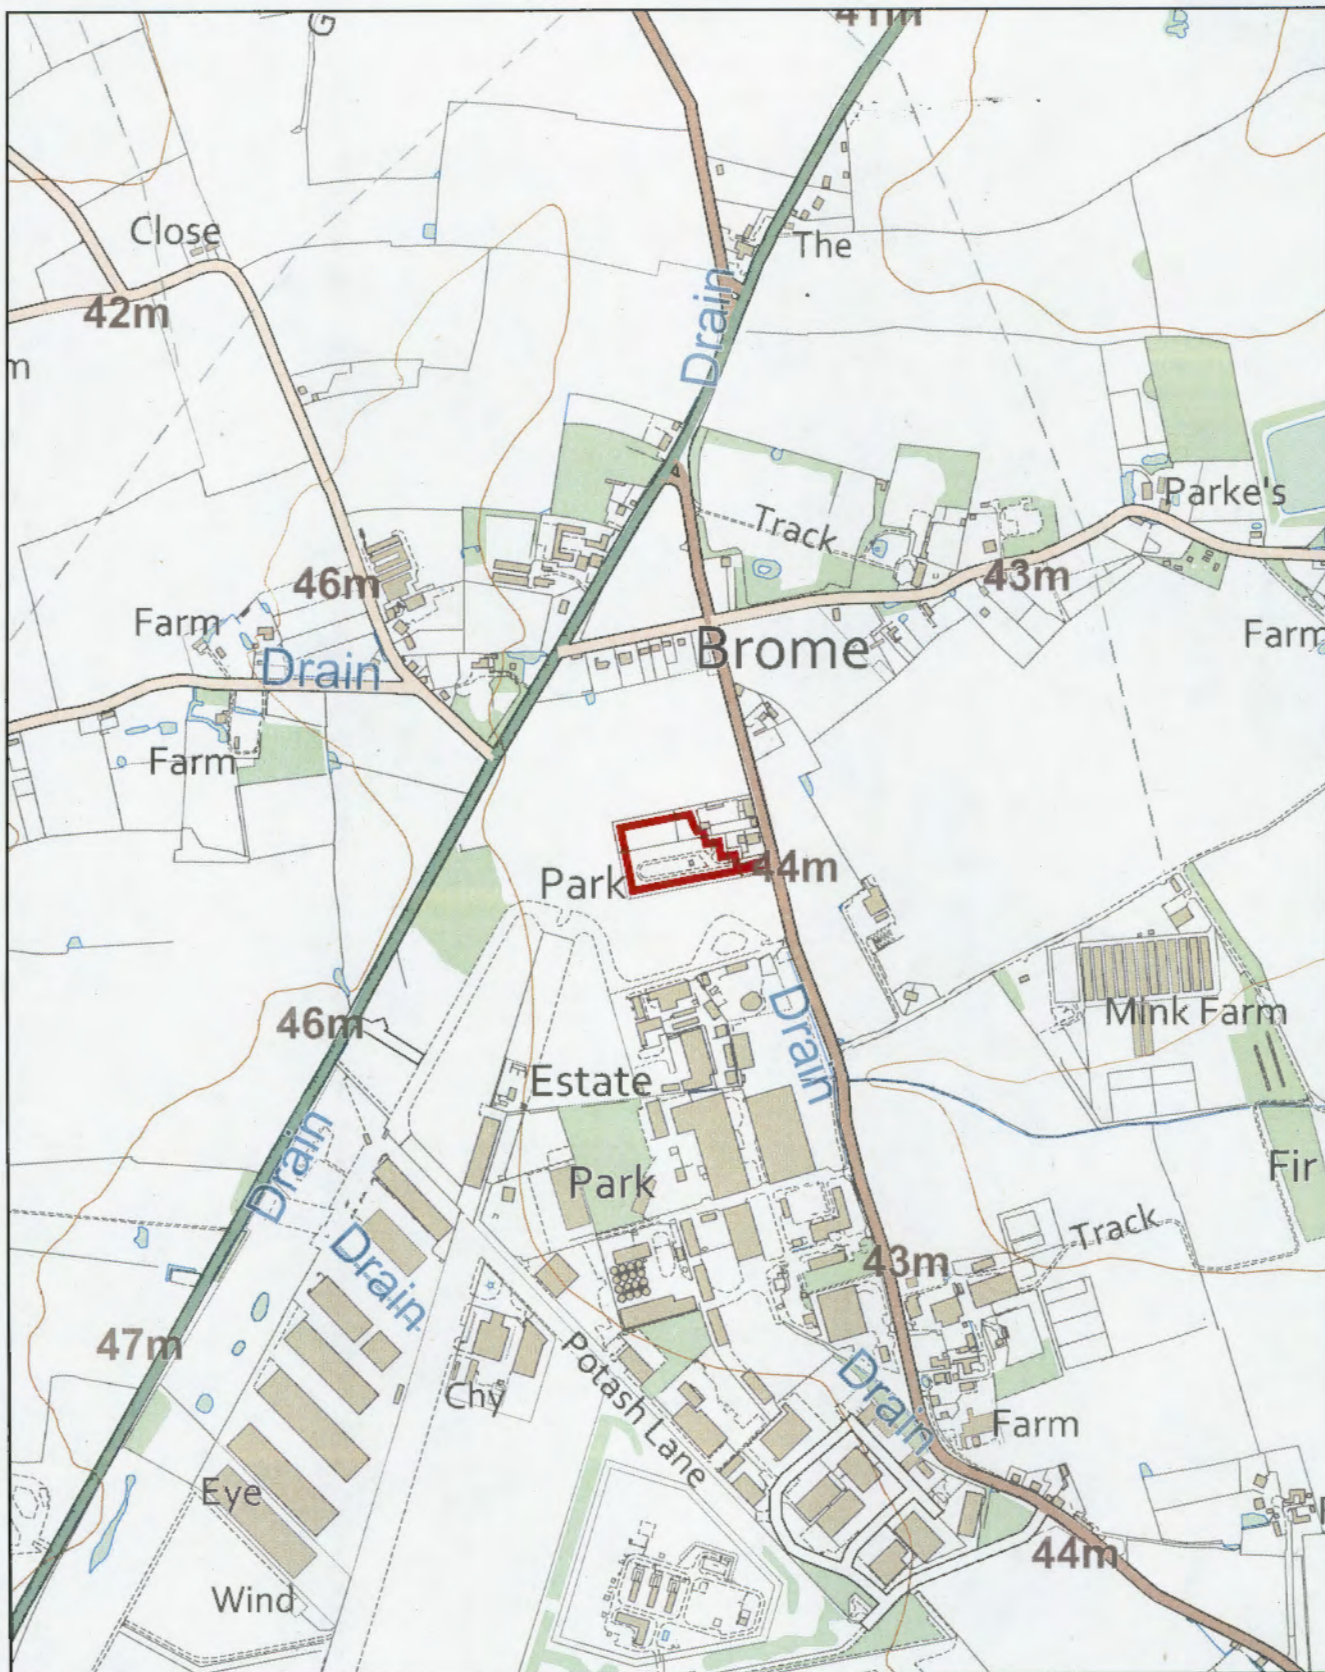 41m
G
Close
The
42m
Drain
m
Parke's
Track
46m
43m
Farm
Farm
Brome
Drain
Farm
Park
44m
Drain
Mink Farm
46m
Estate
Drain
Park
Fir
Track
Drain
43m
47m
Potash Lane
Chy
Drain
Farm
Eye
44m
Wind